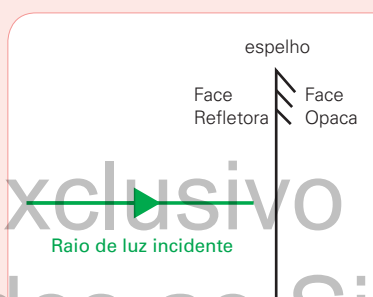 espelho
Face
Refletora
Face
Opaca
xclusivo
Raio de luz incidente